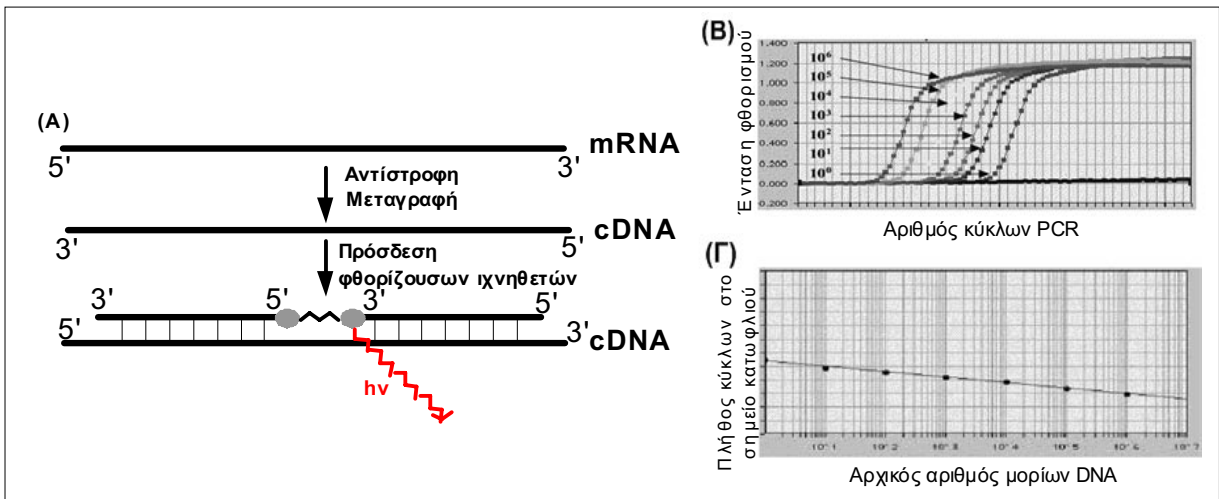 (Α)
5'
3'
mRNA
Αντίστροφη
Μεταγραφή
3'
5'
cDNA
Πρόσδεση
φθοριζουσων ιχνηθετών
3'
5'
3'
5'
5'
3'
cDNA
hν
(Β)
Ένταση φθορισμού
1.400
1.200
1.000
0.800
0.600
0.400
0.200
0.000
0.200
10⁶
10⁵
10⁴
10³
10²
10¹
10⁰
Αριθμός κύκλων PCR
(Γ)
Πλήθος κύκλων στο
σημείο κατωφλιού
10^1
10^2
10^3
10^4
10^5
10^6
10^7
Αρχικός αριθμός μορίων DNA